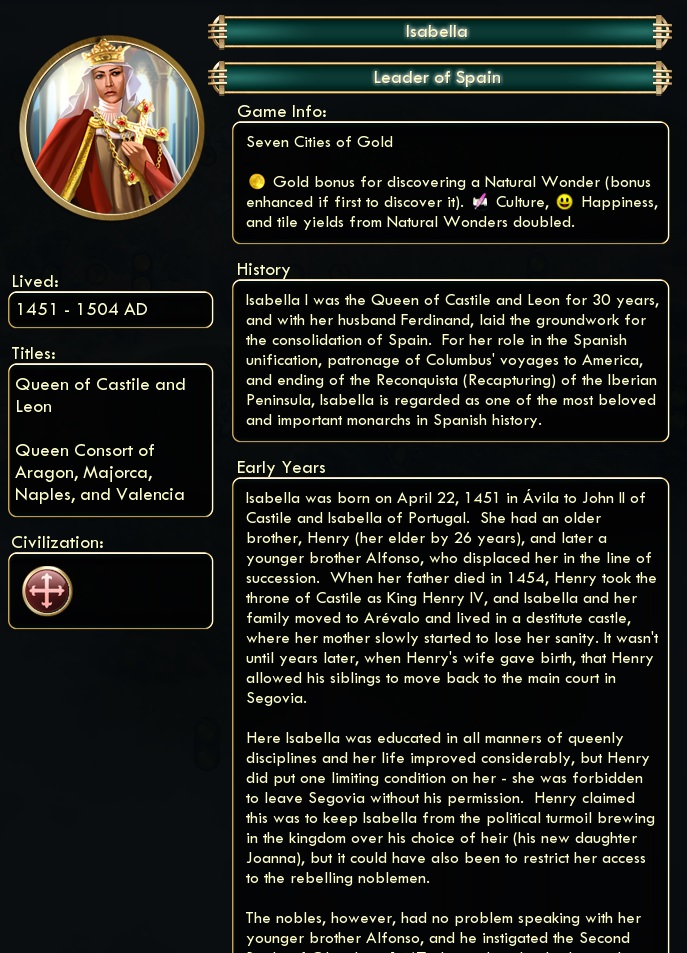 Isabella
Leader of Spain
Game Info:
Seven Cities of Gold
Gold bonus for discovering a Natural Wonder (bonus
enhanced if first to discover it). Culture, Happiness,
and tile yields from Natural Wonders doubled.
Lived:
1451 - 1504 AD
Titles:
Queen of Castile and
Leon
Queen Consort of
Aragon, Majorca,
Naples, and Valencia
Civilization:
History
Isabella I was the Queen of Castile and Leon for 30 years,
and with her husband Ferdinand, laid the groundwork for
the consolidation of Spain. For her role in the Spanish
unification, patronage of Columbus' voyages to America,
and ending of the Reconquista (Recapturing) of the Iberian
Peninsula, Isabella is regarded as one of the most beloved
and important monarchs in Spanish history.
Early Years
Isabella was born on April 22, 1451 in Ávila to John II of
Castile and Isabella of Portugal. She had an older
brother, Henry (her elder by 26 years), and later a
younger brother Alfonso, who displaced her in the line of
succession. When her father died in 1454, Henry took the
throne of Castile as King Henry IV, and Isabella and her
family moved to Arévalo and lived in a destitute castle,
where her mother slowly started to lose her sanity. It wasn't
until years later, when Henry's wife gave birth, that Henry
allowed his siblings to move back to the main court in
Segovia.
Here Isabella was educated in all manners of queenly
disciplines and her life improved considerably, but Henry
did put one limiting condition on her - she was forbidden
to leave Segovia without his permission. Henry claimed
this was to keep Isabella from the political turmoil brewing
in the kingdom over his choice of heir (his new daughter
Joanna), but it could have also been to restrict her access
to the rebelling noblemen.
The nobles, however, had no problem speaking with her
younger brother Alfonso, and he instigated the Second